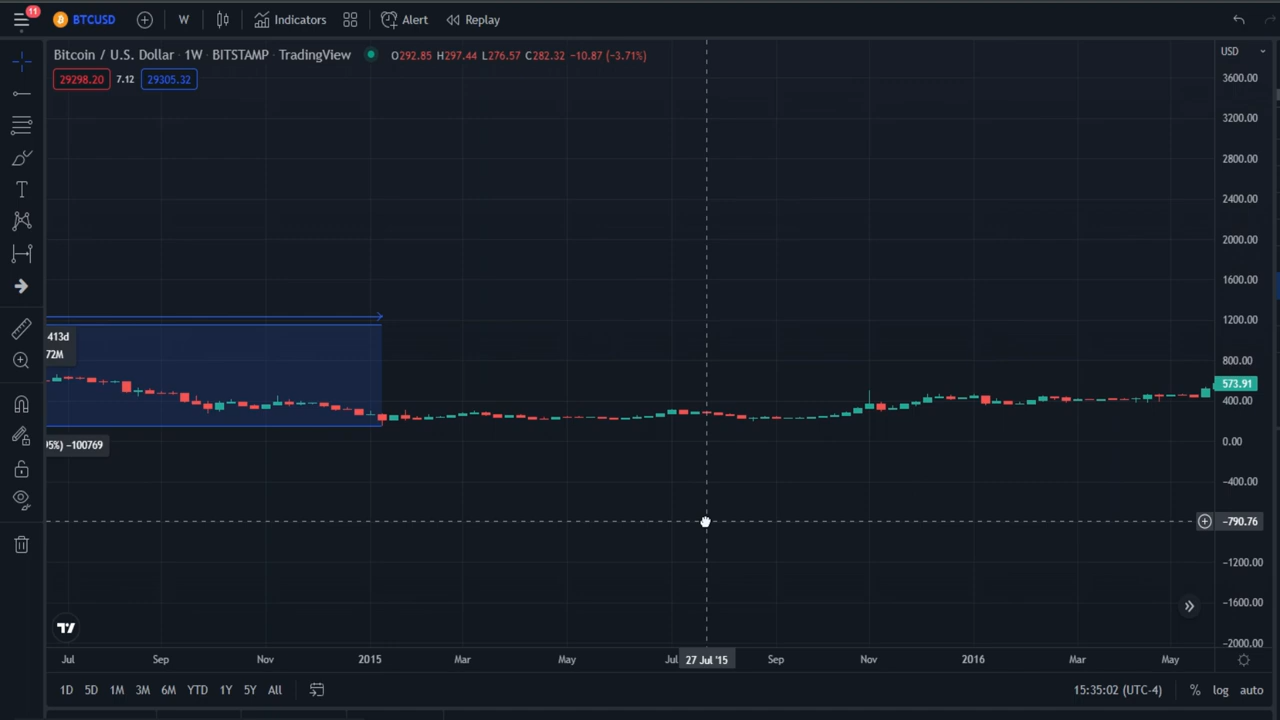 11
BTCUSD
W
Indicators
Alert
Replay
Bitcoin / U.S. Dollar · 1W · BITSTAMP · TradingView
O292.85 H297.44 L276.57 C282.32 −10.87 (−3.71%)
USD
29298.20 7.12 29305.32
3600.00
3200.00
2800.00
2400.00
2000.00
1600.00
1200.00
413d
72M
800.00
573.91
400.00
0.00
95%) −100769
−400.00
−790.76
−1200.00
−1600.00
−2000.00
Jul Sep Nov 2015 Mar May Jul 27 Jul '15 Sep Nov 2016 Mar May
1D 5D 1M 3M 6M YTD 1Y 5Y All
15:35:02 (UTC-4) % log auto